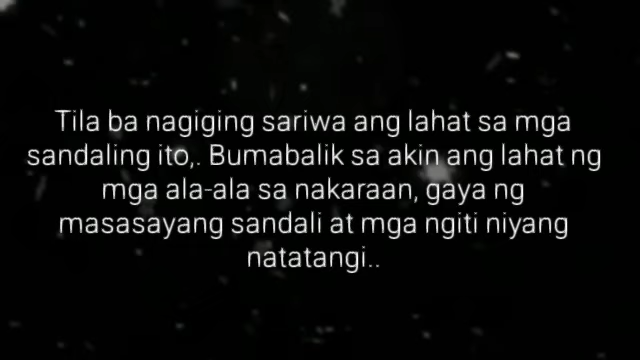 Tila ba nagiging sariwa ang lahat sa mga
sandaling ito,. Bumabalik sa akin ang lahat ng
mga ala-ala sa nakaraan, gaya ng
masasayang sandali at mga ngiti niyang
natatangi..